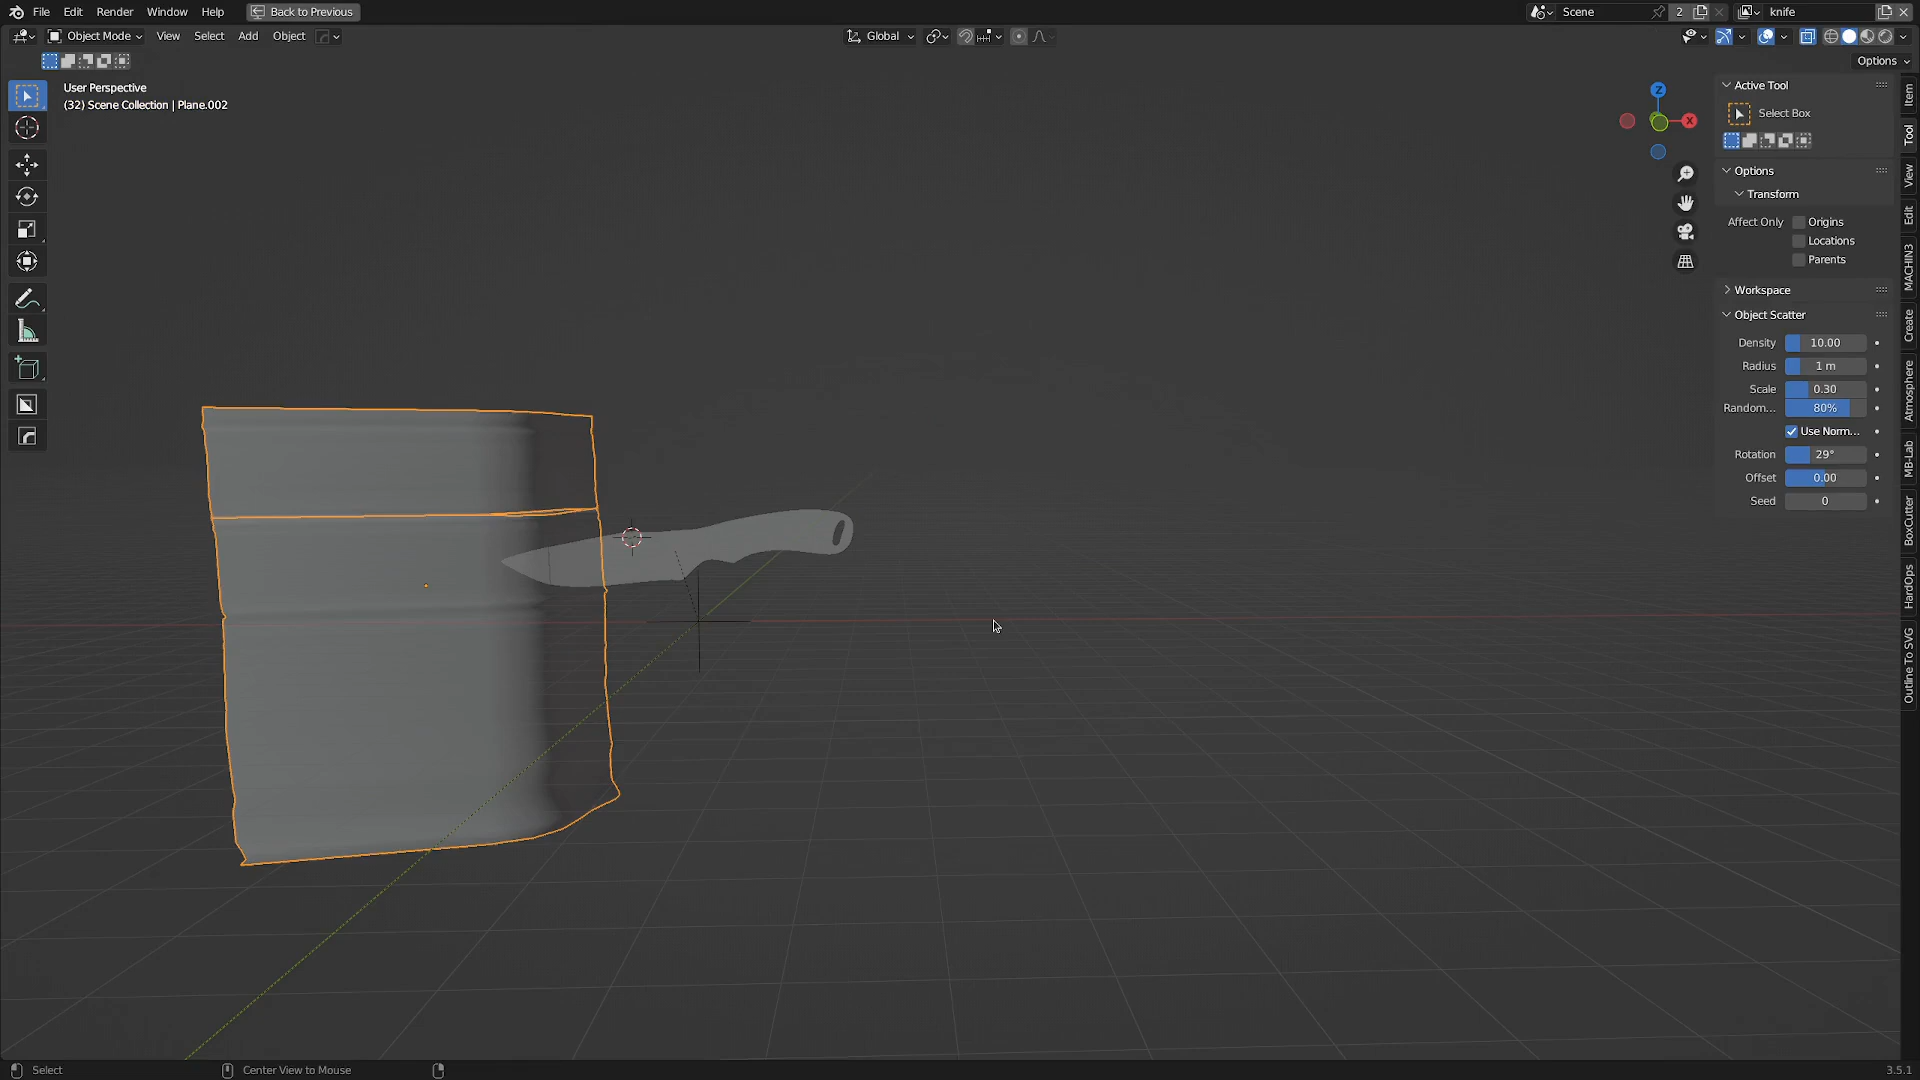 File Edit Render Window Help Back to Previous Scene 2 knife
Object Mode View Select Add Object Global
Options
User Perspective
(32) Scene Collection | Plane.002
Z
X
Active Tool
Select Box
Options
Transform
Affect Only Origins
Locations
Parents
Workspace
Object Scatter
Density 10.00
Radius 1 m
Scale 0.30
Random... 80%
Use Norm...
Rotation 29°
Offset 0.00
Seed 0
Item
Tool
View
Edit
MACHIN3
Create
Atmosphere
MB-Lab
BoxCutter
HardOps
Outline To SVG
Select Center View to Mouse 3.5.1